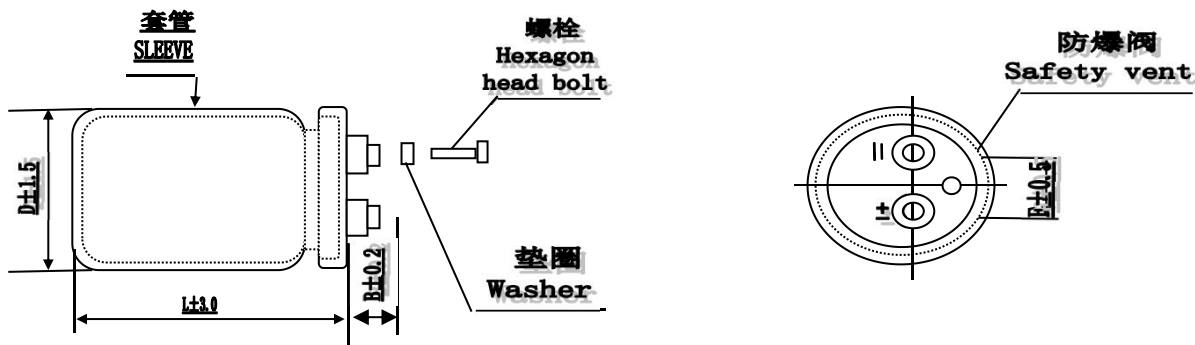 套管
SLEEVE
螺栓
Hexagon
head bolt
防爆阀
Safety vent
D±1.5
L±3.0
B±0.2
垫圈
Washer
F±0.5